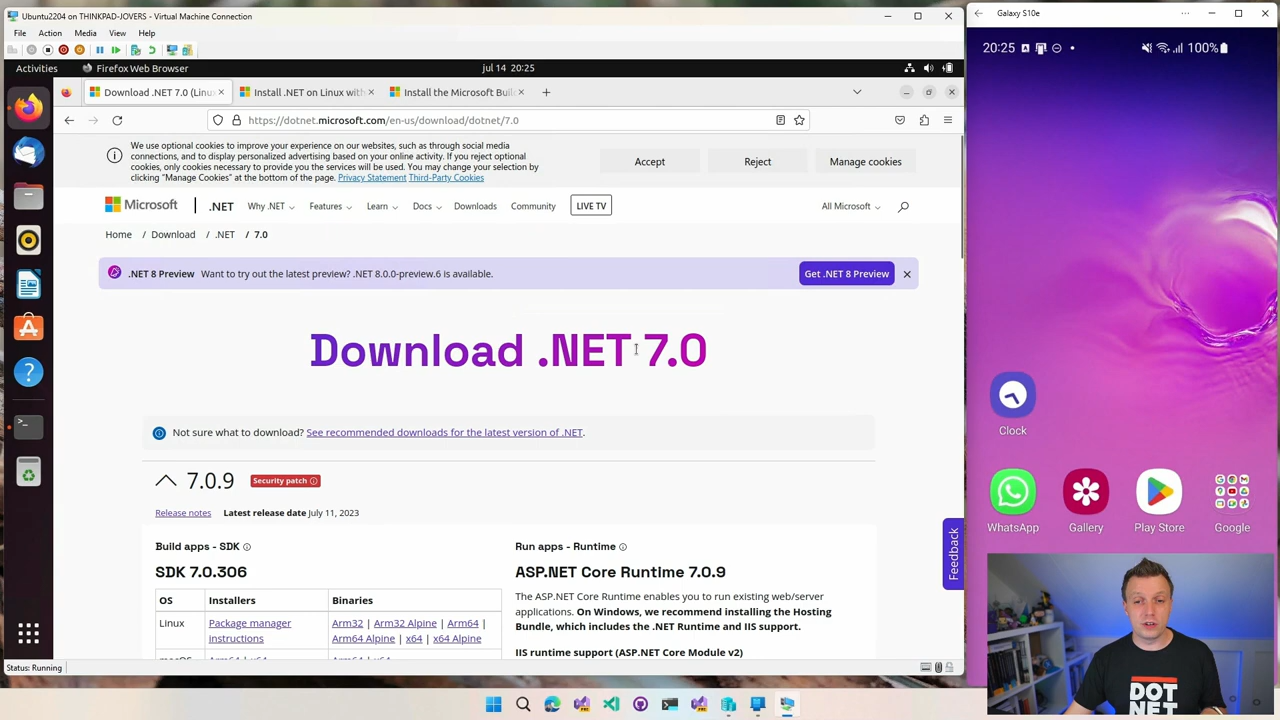 Ubuntu2204 on THINKPAD-JOVERS - Virtual Machine Connection
File Action Media View Help
Activities Firefox Web Browser jul 14 20:25
Download .NET 7.0 (Linux
Install .NET on Linux with
Install the Microsoft Buil
https://dotnet.microsoft.com/en-us/download/dotnet/7.0
We use optional cookies to improve your experience on our websites, such as through social media
connections, and to display personalized advertising based on your online activity. If you reject optional
cookies, only cookies necessary to provide you the services will be used. You may change your selection by
clicking "Manage Cookies" at the bottom of the page. Privacy Statement Third-Party Cookies
Accept Reject Manage cookies
Microsoft .NET Why .NET Features Learn Docs Downloads Community LIVE TV All Microsoft
Home / Download / .NET / 7.0
.NET 8 Preview Want to try out the latest preview? .NET 8.0.0-preview.6 is available. Get .NET 8 Preview
Download .NET 7.0
Not sure what to download? See recommended downloads for the latest version of .NET.
7.0.9 Security patch
Release notes Latest release date July 11, 2023
Feedback
Build apps - SDK
SDK 7.0.306
OS Installers Binaries
Linux Package manager instructions Arm32 | Arm32 Alpine | Arm64 | Arm64 Alpine | x64 | x64 Alpine
Run apps - Runtime
ASP.NET Core Runtime 7.0.9
The ASP.NET Core Runtime enables you to run existing web/server
applications. On Windows, we recommend installing the Hosting
Bundle, which includes the .NET Runtime and IIS support.
IIS runtime support (ASP.NET Core Module v2)
Status: Running
Galaxy S10e
20:25 100%
Clock
WhatsApp Gallery Play Store Google
DOT
NET